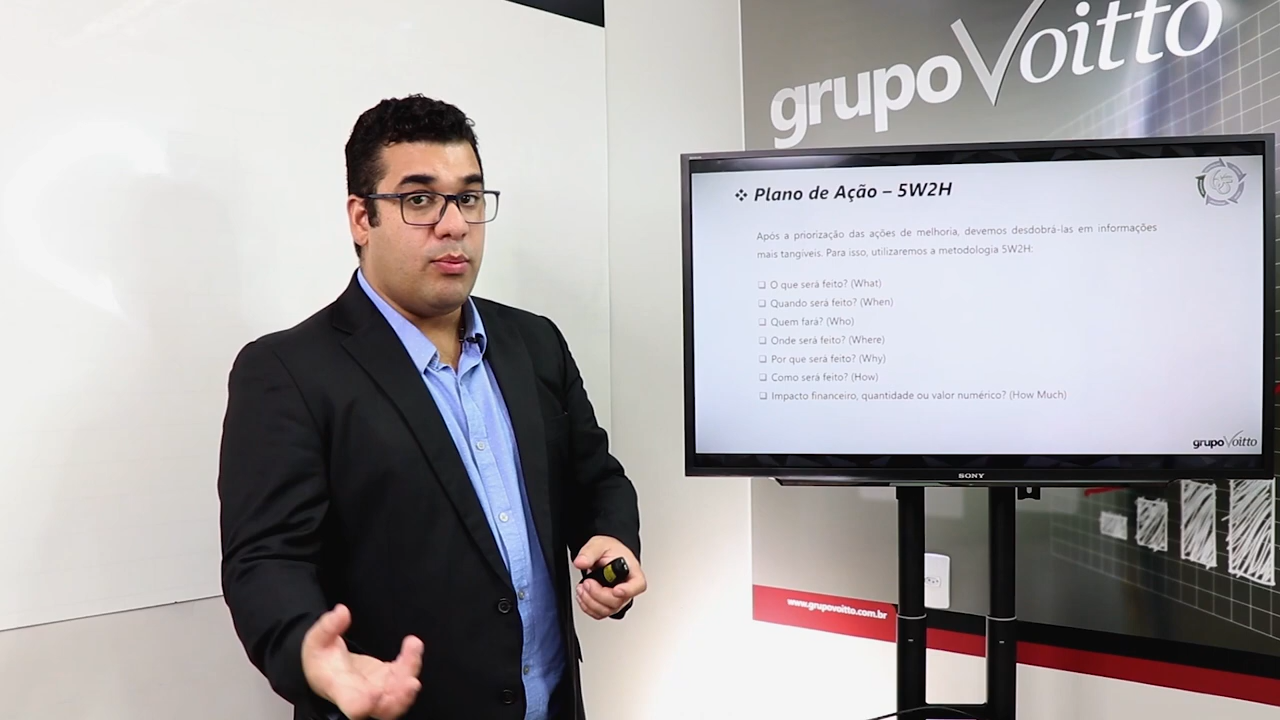 grupoVoitto
❖ Plano de Ação – 5W2H
Após a priorização das ações de melhoria, devemos desdobrá-las em informações
mais tangíveis. Para isso, utilizaremos a metodologia 5W2H:
❑ O que será feito? (What)
❑ Quando será feito? (When)
❑ Quem fará? (Who)
❑ Onde será feito? (Where)
❑ Por que será feito? (Why)
❑ Como será feito? (How)
❑ Impacto financeiro, quantidade ou valor numérico? (How Much)
grupoVoitto
SONY
www.grupovoitto.com.br